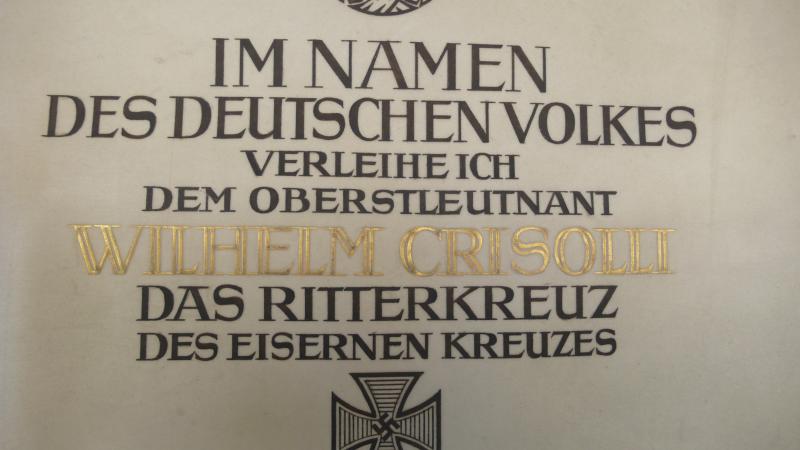 IM NAMEN
DES DEUTSCHEN VOLKES
VERLEIHE ICH
DEM OBERSTLEUTNANT
WILHELM CRISOLLI
DAS RITTERKREUZ
DES EISERNEN KREUZES